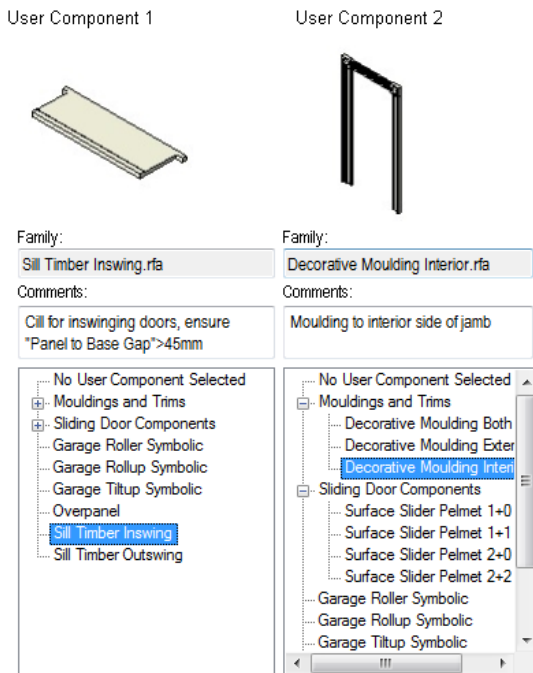 User Component 1
User Component 2
Family:
Sill Timber Inswing.rfa
Comments:
Cill for inswinging doors, ensure
"Panel to Base Gap">45mm
No User Component Selected
Mouldings and Trims
Sliding Door Components
Garage Roller Symbolic
Garage Rollup Symbolic
Garage Tiltup Symbolic
Overpanel
Sill Timber Inswing
Sill Timber Outswing
Family:
Decorative Moulding Interior.rfa
Comments:
Moulding to interior side of jamb
No User Component Selected
Mouldings and Trims
Decorative Moulding Both
Decorative Moulding Exter
Decorative Moulding Interi
Sliding Door Components
Surface Slider Pelmet 1+0
Surface Slider Pelmet 1+1
Surface Slider Pelmet 2+0
Surface Slider Pelmet 2+2
Garage Roller Symbolic
Garage Rollup Symbolic
Garage Tiltup Symbolic